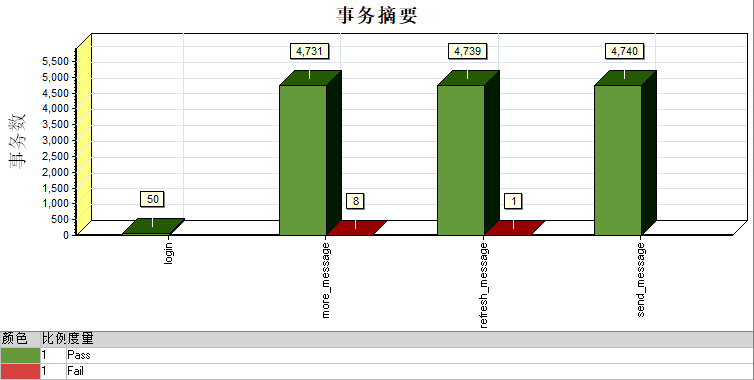 事务摘要
事务数
5,500
5,000
4,500
4,000
3,500
3,000
2,500
2,000
1,500
1,000
500
0
50
4,731
8
4,739
1
4,740
login
more_message
refresh_message
send_message
颜色 比例度量
1 Pass
1 Fail